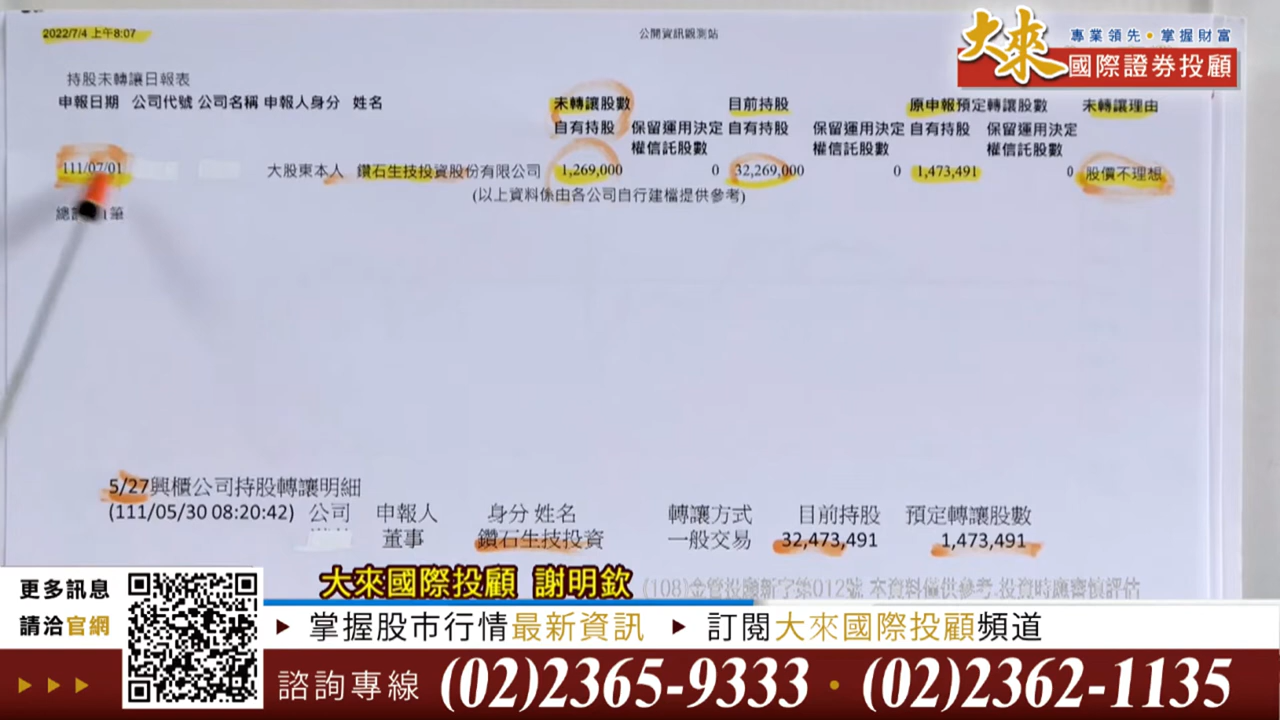 2022/7/4 上午8:07
公開資訊觀測站
大來
專業領先•掌握財富
國際證券投顧
持股未轉讓日報表
申報日期 公司代號 公司名稱 申報人身分 姓名 未轉讓股數 目前持股 原申報預定轉讓股數 未轉讓理由
自有持股 保留運用決定權信託股數 自有持股 保留運用決定權信託股數 自有持股 保留運用決定權信託股數
111/07/01 大股東本人 鑽石生技投資股份有限公司 1,269,000 0 32,269,000 0 1,473,491 0 股價不理想
(以上資料係由各公司自行建檔提供參考)
筆
5/27興櫃公司持股轉讓明細
(111/05/30 08:20:42) 公司 申報人 身分 姓名 轉讓方式 目前持股 預定轉讓股數
董事 鑽石生技投資 一般交易 32,473,491 1,473,491
大來國際投顧 謝明欽
(108)金管投顧新字第012號 本資料僅供參考,投資時應審慎評估
更多訊息
請洽官網
掌握股市行情最新資訊 訂閱大來國際投顧頻道
諮詢專線 (02)2365-9333•(02)2362-1135